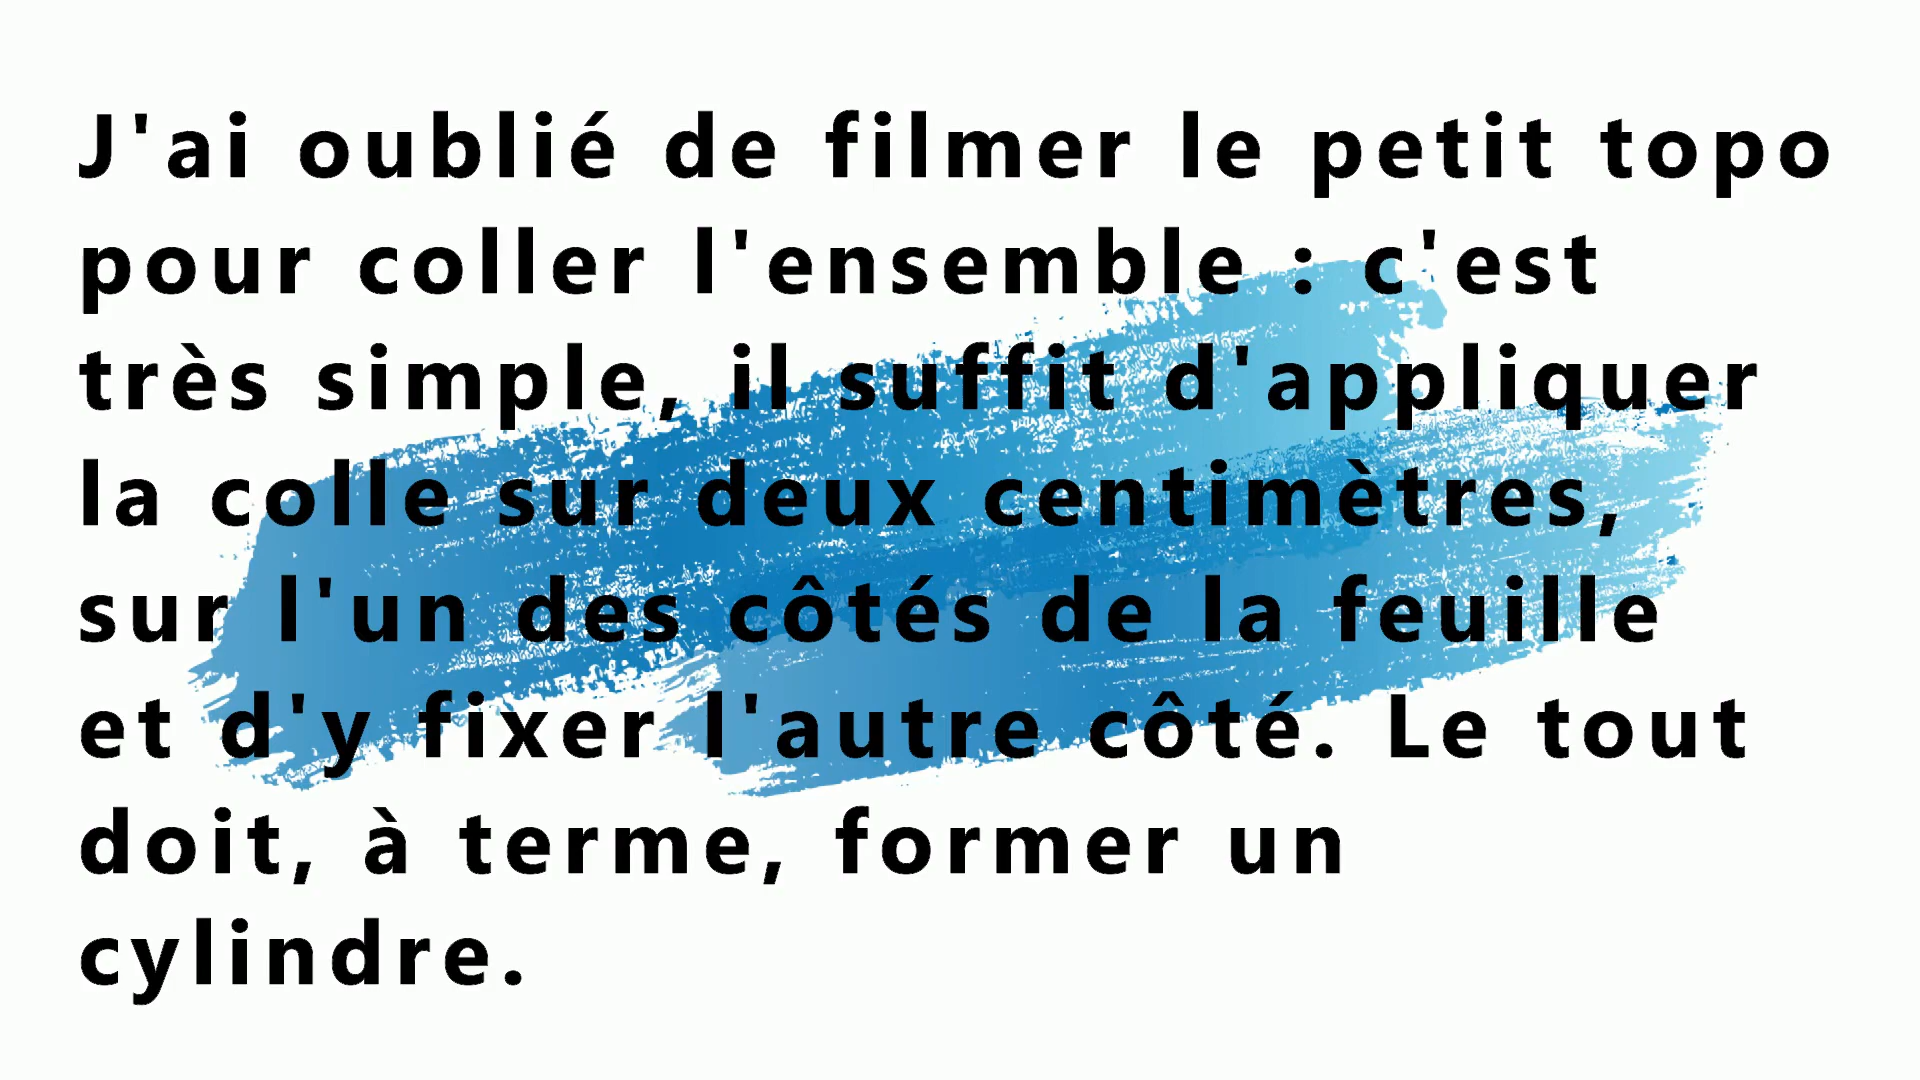 J'ai oublié de filmer le petit topo
pour coller l'ensemble : c'est
très simple, il suffit d'appliquer
la colle sur deux centimètres,
sur l'un des côtés de la feuille
et d'y fixer l'autre côté. Le tout
doit, à terme, former un
cylindre.